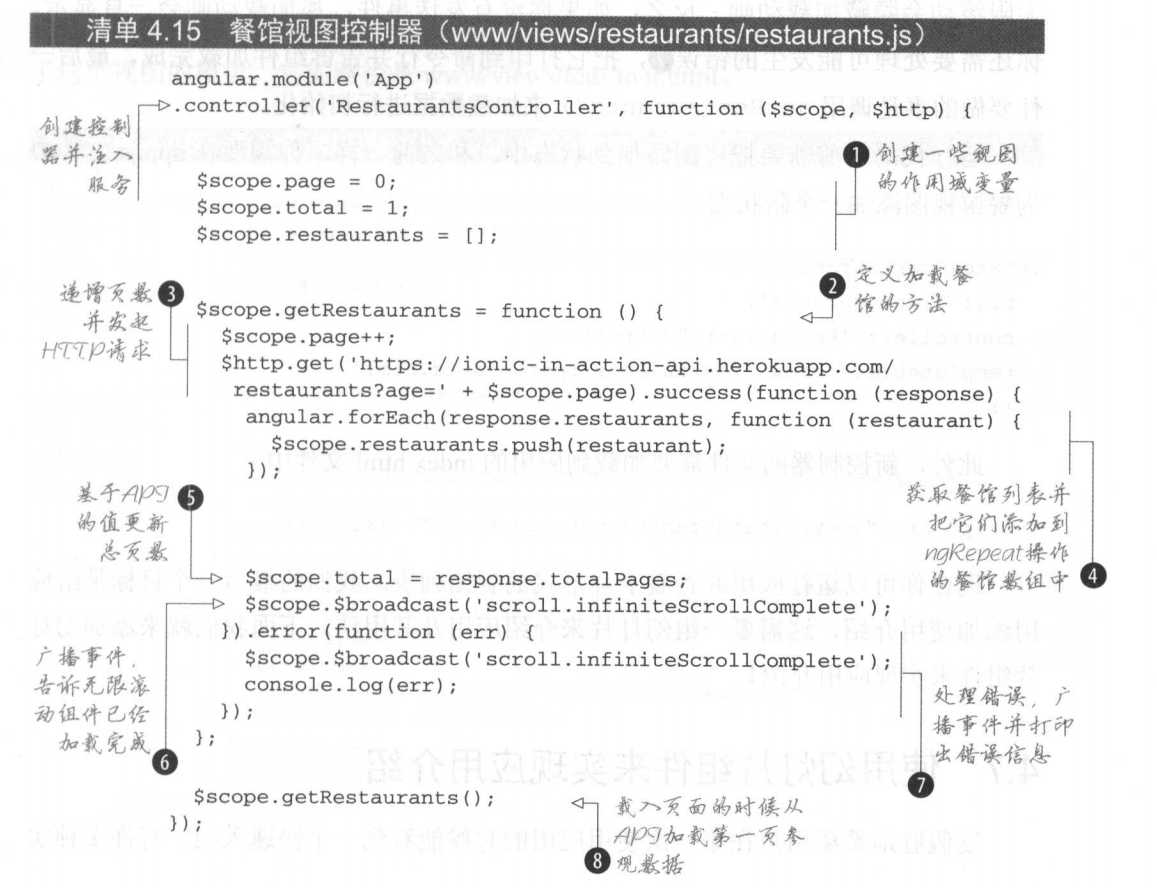 清单 4.15 餐馆视图控制器（www/views/restaurants/restaurants.js）
angular.module('App')
.controller('RestaurantsController', function ($scope, $http) {
创建控制
器并注入
服务
❶ 创建一些视图
的作用域变量
$scope.page = 0;
$scope.total = 1;
$scope.restaurants = [];
❷ 定义加载餐
馆的方法
递增页数 ❸
并发起
HTTP请求
$scope.getRestaurants = function () {
$scope.page++;
$http.get('https://ionic-in-action-api.herokuapp.com/
restaurants?age=' + $scope.page).success(function (response) {
angular.forEach(response.restaurants, function (restaurant) {
$scope.restaurants.push(restaurant);
});
获取餐馆列表并
把它们添加到
ngRepeat操作
的餐馆数组中 ❹
基于API ❺
的值更新
总页数
$scope.total = response.totalPages;
$scope.$broadcast('scroll.infiniteScrollComplete');
}).error(function (err) {
$scope.$broadcast('scroll.infiniteScrollComplete');
console.log(err);
});
};
广播事件，
告诉无限滚
动组件已经
加载完成 ❻
处理错误，广
播事件并打印
出错误信息
❼
$scope.getRestaurants();
});
载入页面的时候从
API加载第一页参
❽ 观数据